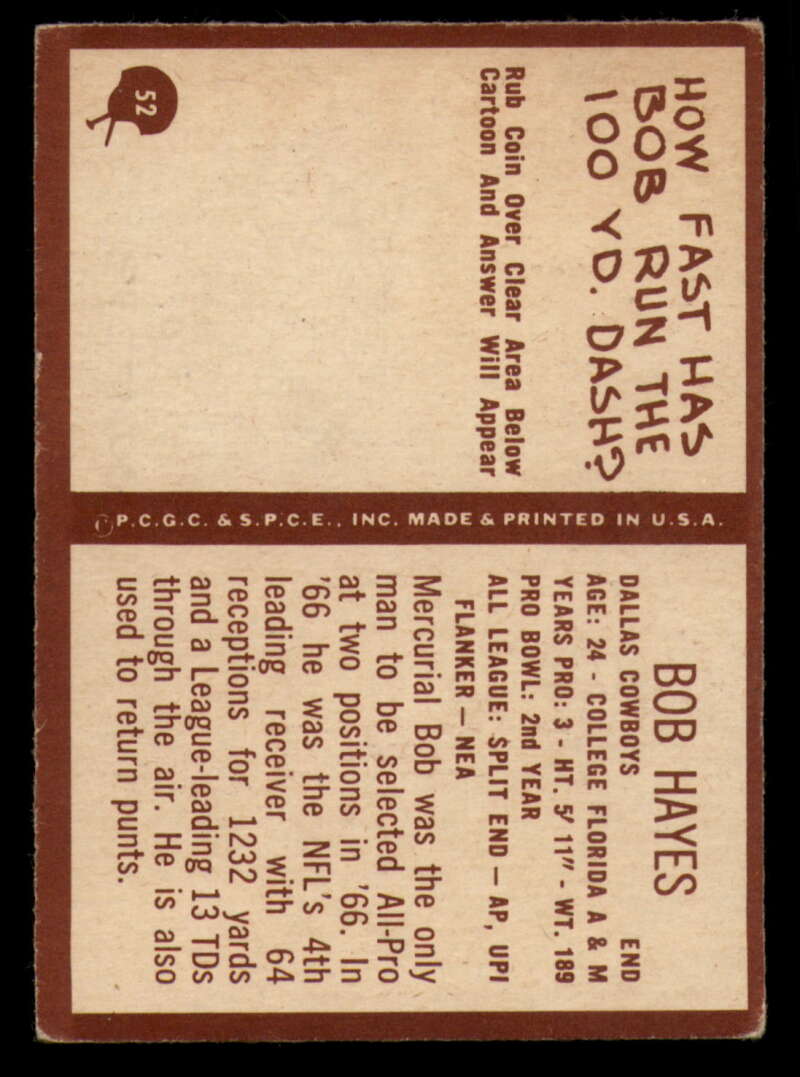 HOW FAST HAS
BOB RUN THE
100 YD. DASH?
Rub Coin Over Clear Area Below
Cartoon And Answer Will Appear
52
© P.C.G.C. & S.P.C.E., INC. MADE & PRINTED IN U.S.A.
BOB HAYES
DALLAS COWBOYS END
AGE: 24 - COLLEGE FLORIDA A & M
YEARS PRO: 3 - HT. 5' 11" - WT. 189
PRO BOWL: 2nd YEAR
ALL LEAGUE: SPLIT END — AP, UPI
FLANKER — NEA
Mercurial Bob was the only
man to be selected All-Pro
at two positions in '66. In
'66 he was the NFL's 4th
leading receiver with 64
receptions for 1232 yards
and a League-leading 13 TDs
through the air. He is also
used to return punts.